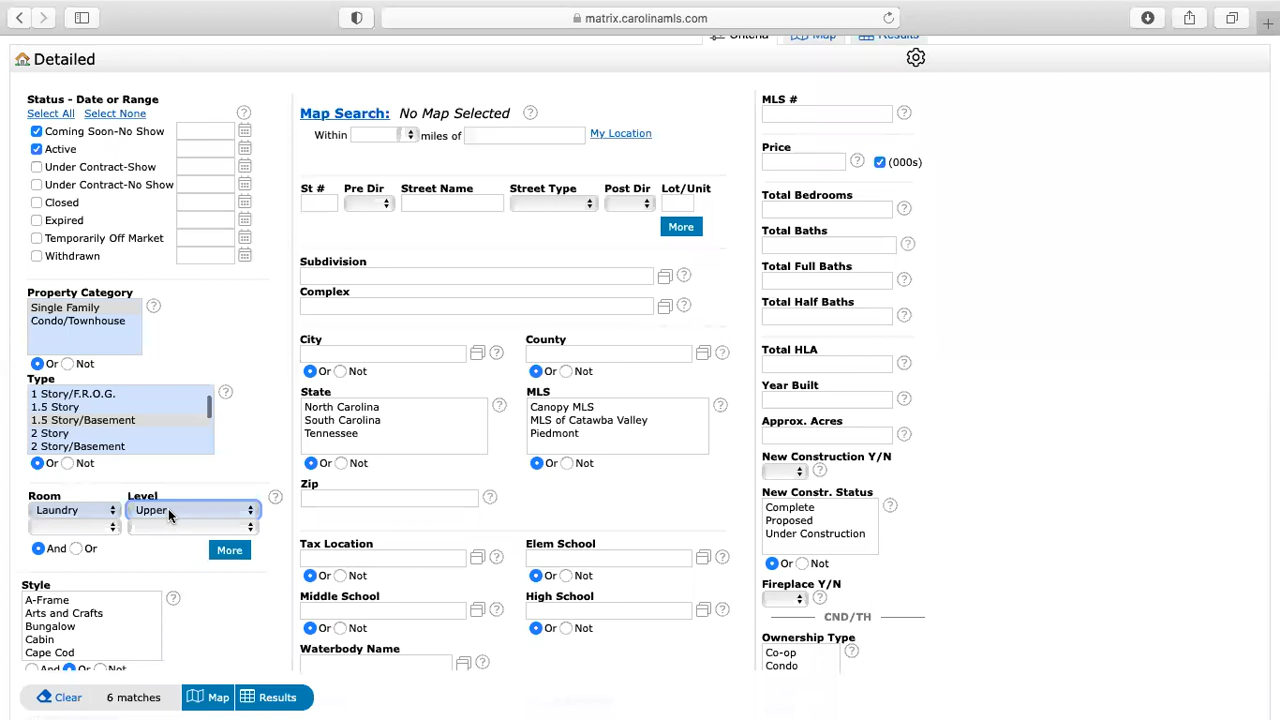 matrix.carolinamls.com
Criteria Map Results
Detailed
Status - Date or Range
Select All Select None
Coming Soon-No Show
Active
Under Contract-Show
Under Contract-No Show
Closed
Expired
Temporarily Off Market
Withdrawn
Property Category
Single Family
Condo/Townhouse
Or Not
Type
1 Story/F.R.O.G.
1.5 Story
1.5 Story/Basement
2 Story
2 Story/Basement
Or Not
Room Level
Laundry Upper
And Or More
Style
A-Frame
Arts and Crafts
Bungalow
Cabin
Cape Cod
And Or Not
Map Search: No Map Selected
Within miles of My Location
St # Pre Dir Street Name Street Type Post Dir Lot/Unit
More
Subdivision
Complex
City County
Or Not Or Not
State MLS
North Carolina Canopy MLS
South Carolina MLS of Catawba Valley
Tennessee Piedmont
Or Not Or Not
Zip
Tax Location Elem School
Or Not Or Not
Middle School High School
Or Not Or Not
Waterbody Name
MLS #
Price
(000s)
Total Bedrooms
Total Baths
Total Full Baths
Total Half Baths
Total HLA
Year Built
Approx. Acres
New Construction Y/N
New Constr. Status
Complete
Proposed
Under Construction
Or Not
Fireplace Y/N
CND/TH
Ownership Type
Co-op
Condo
Clear 6 matches Map Results